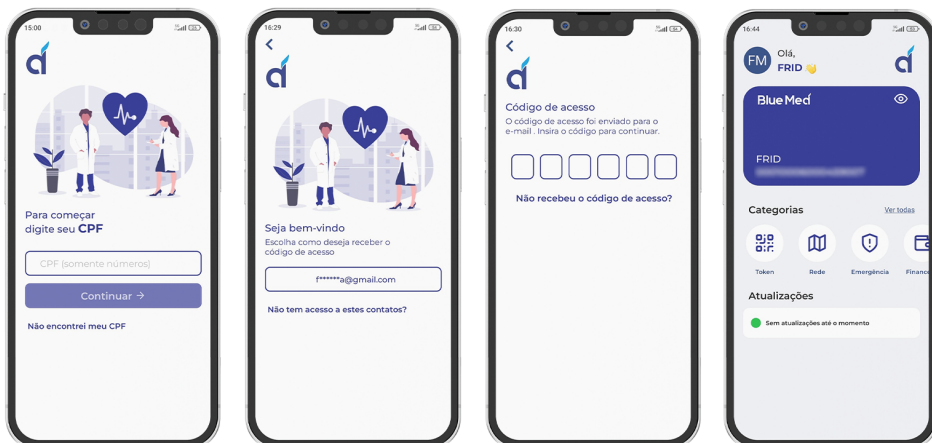 15:00
Para começar
digite seu CPF
CPF (somente números)
Continuar →
Não encontrei meu CPF
16:29
Seja bem-vindo
Escolha como deseja receber o
código de acesso
f******a@gmail.com
Não tem acesso a estes contatos?
16:30
Código de acesso
O código de acesso foi enviado para o
e-mail . Insira o código para continuar.
Não recebeu o código de acesso?
16:44
FM
Olá,
FRID 👋
Blue Med
FRID
Categorias
Ver todas
Token
Rede
Emergência
Finance
Atualizações
Sem atualizações até o momento